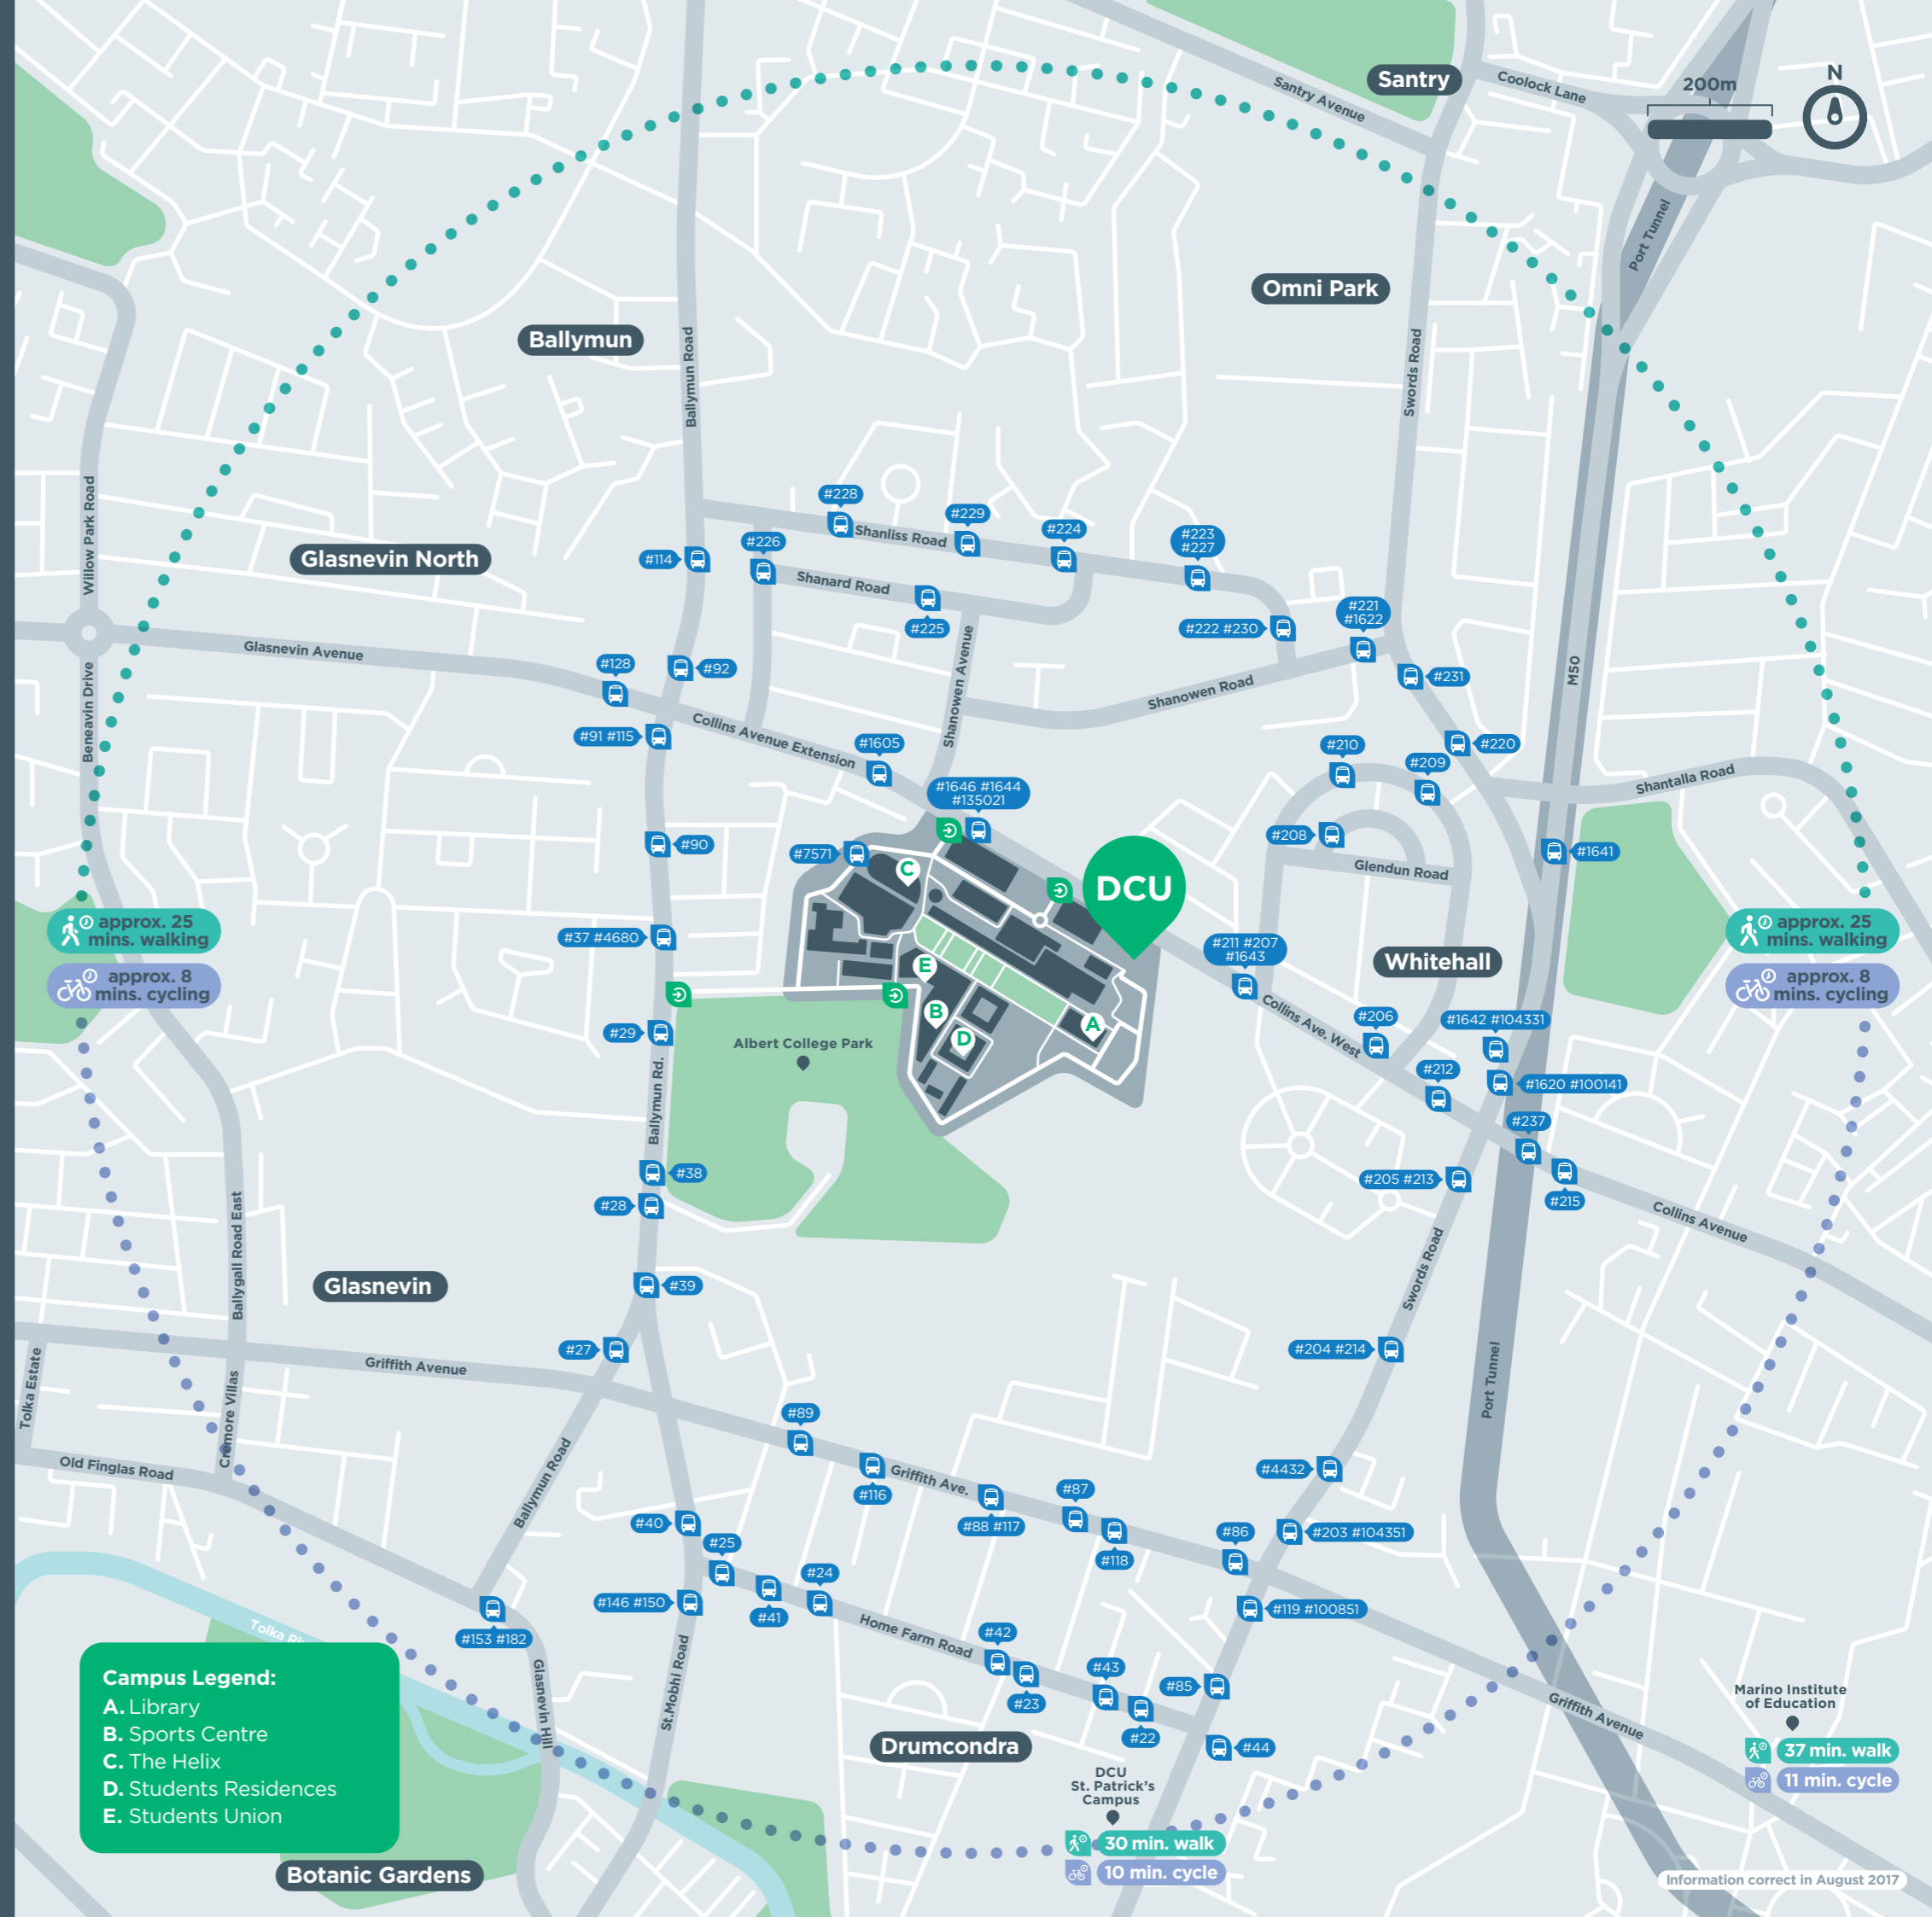 Santry
Coolock Lane
200m
N
Santry Avenue
Port Tunnel
Omni Park
Ballymun
Ballymun Road
Swords Road
Willow Park Road
#228
#229
#224
#223
#227
Shanliss Road
#226
Glasnevin North
#114
Shanard Road
#225
#222 #230
#221
#1622
Glasnevin Avenue
#128
#92
Shanowen Avenue
Shanowen Road
#231
M50
Beneavin Drive
#91 #115
Collins Avenue Extension
#1605
#210
#220
#209
Shantalla Road
#1646 #1644
#135021
#208
#90
#7571
C
DCU
Glendun Road
#1641
approx. 25
mins. walking
approx. 8
mins. cycling
#37 #4680
E
B
D
A
#211 #207
#1643
Whitehall
approx. 25
mins. walking
approx. 8
mins. cycling
Collins Ave. West
#206
#1642 #104331
#29
Albert College Park
Ballymun Rd.
#212
#1620 #100141
#237
#38
#205 #213
#215
#28
Collins Avenue
Ballygall Road East
Swords Road
Glasnevin
#39
#27
#204 #214
Tolka Estate
Griffith Avenue
Cremore Villas
Port Tunnel
#89
Old Finglas Road
Ballymun Road
#116
Griffith Ave.
#4432
#87
#88 #117
#40
#25
#86
#203 #104351
#118
#24
#146 #150
#41
#119 #100851
Tolka
#153 #182
Home Farm Road
#42
#43
#85
#23
#22
Glasnevin Hill
St.Mobhi Road
Griffith Avenue
Campus Legend:
A. Library
B. Sports Centre
C. The Helix
D. Students Residences
E. Students Union
Drumcondra
#44
Marino Institute
of Education
37 min. walk
11 min. cycle
DCU
St. Patrick's
Campus
30 min. walk
10 min. cycle
Botanic Gardens
Information correct in August 2017